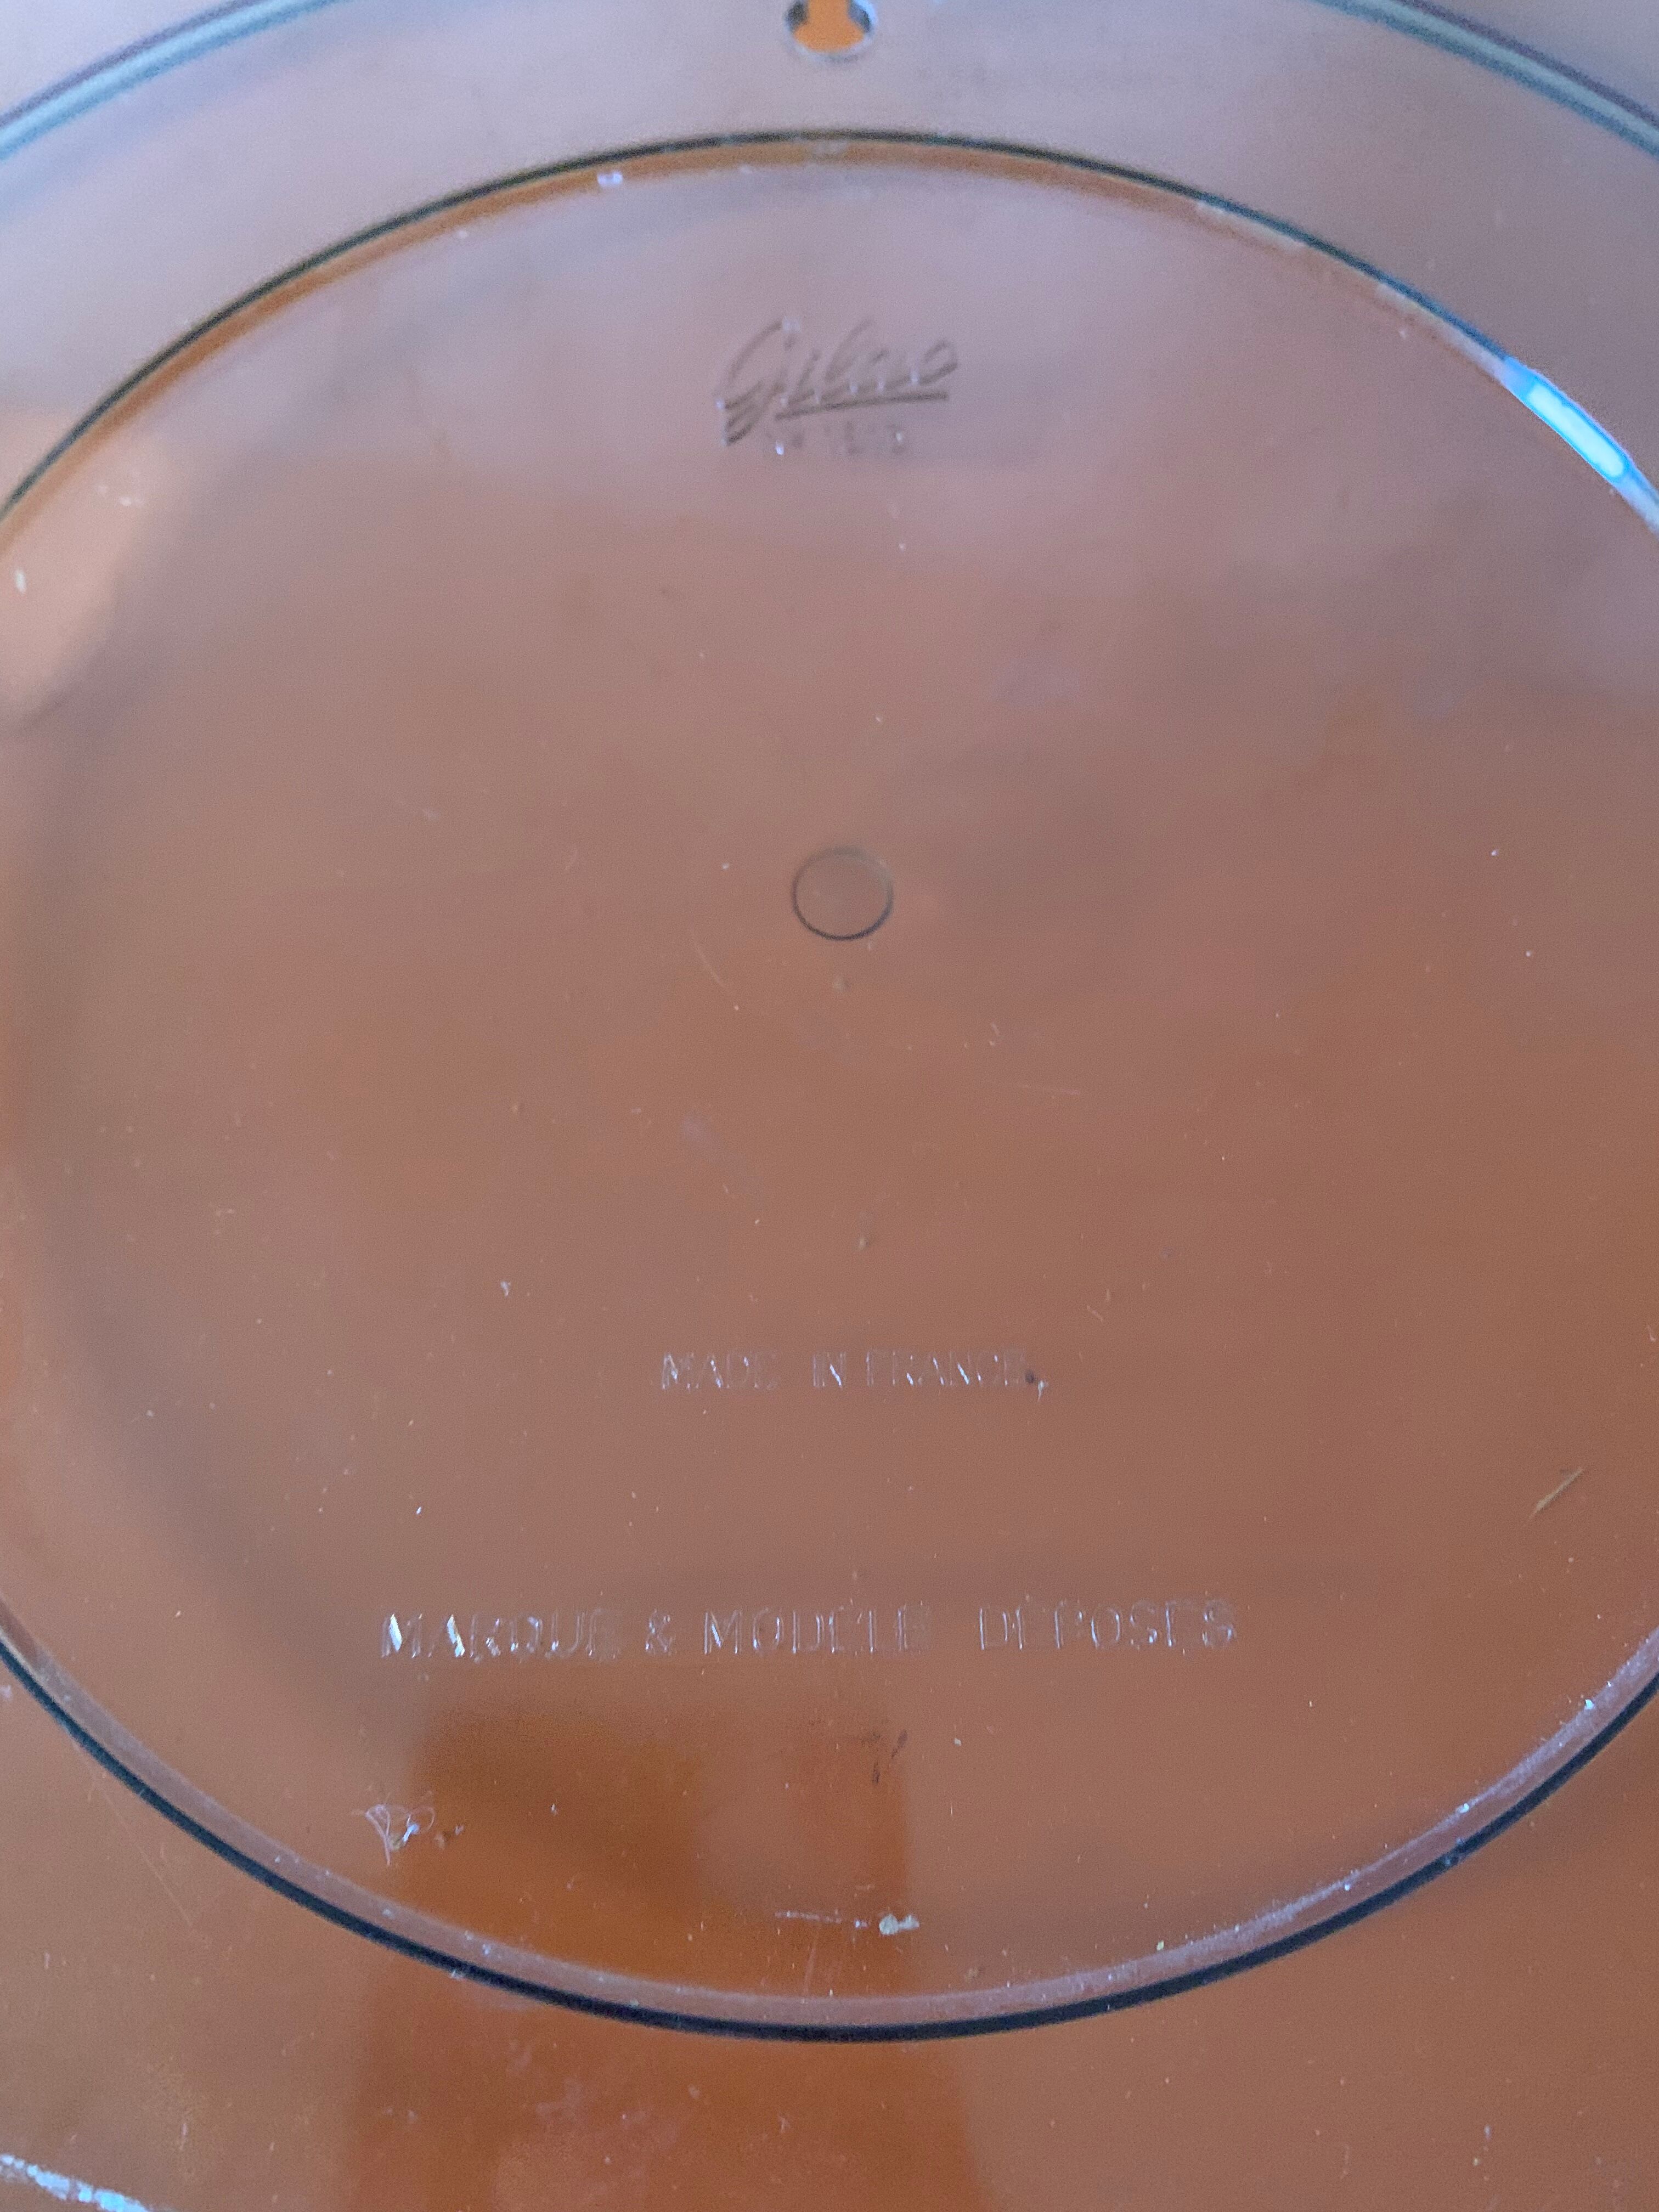 Gilac
MADE IN FRANCE
MARQUE & MODELE DEPOSES